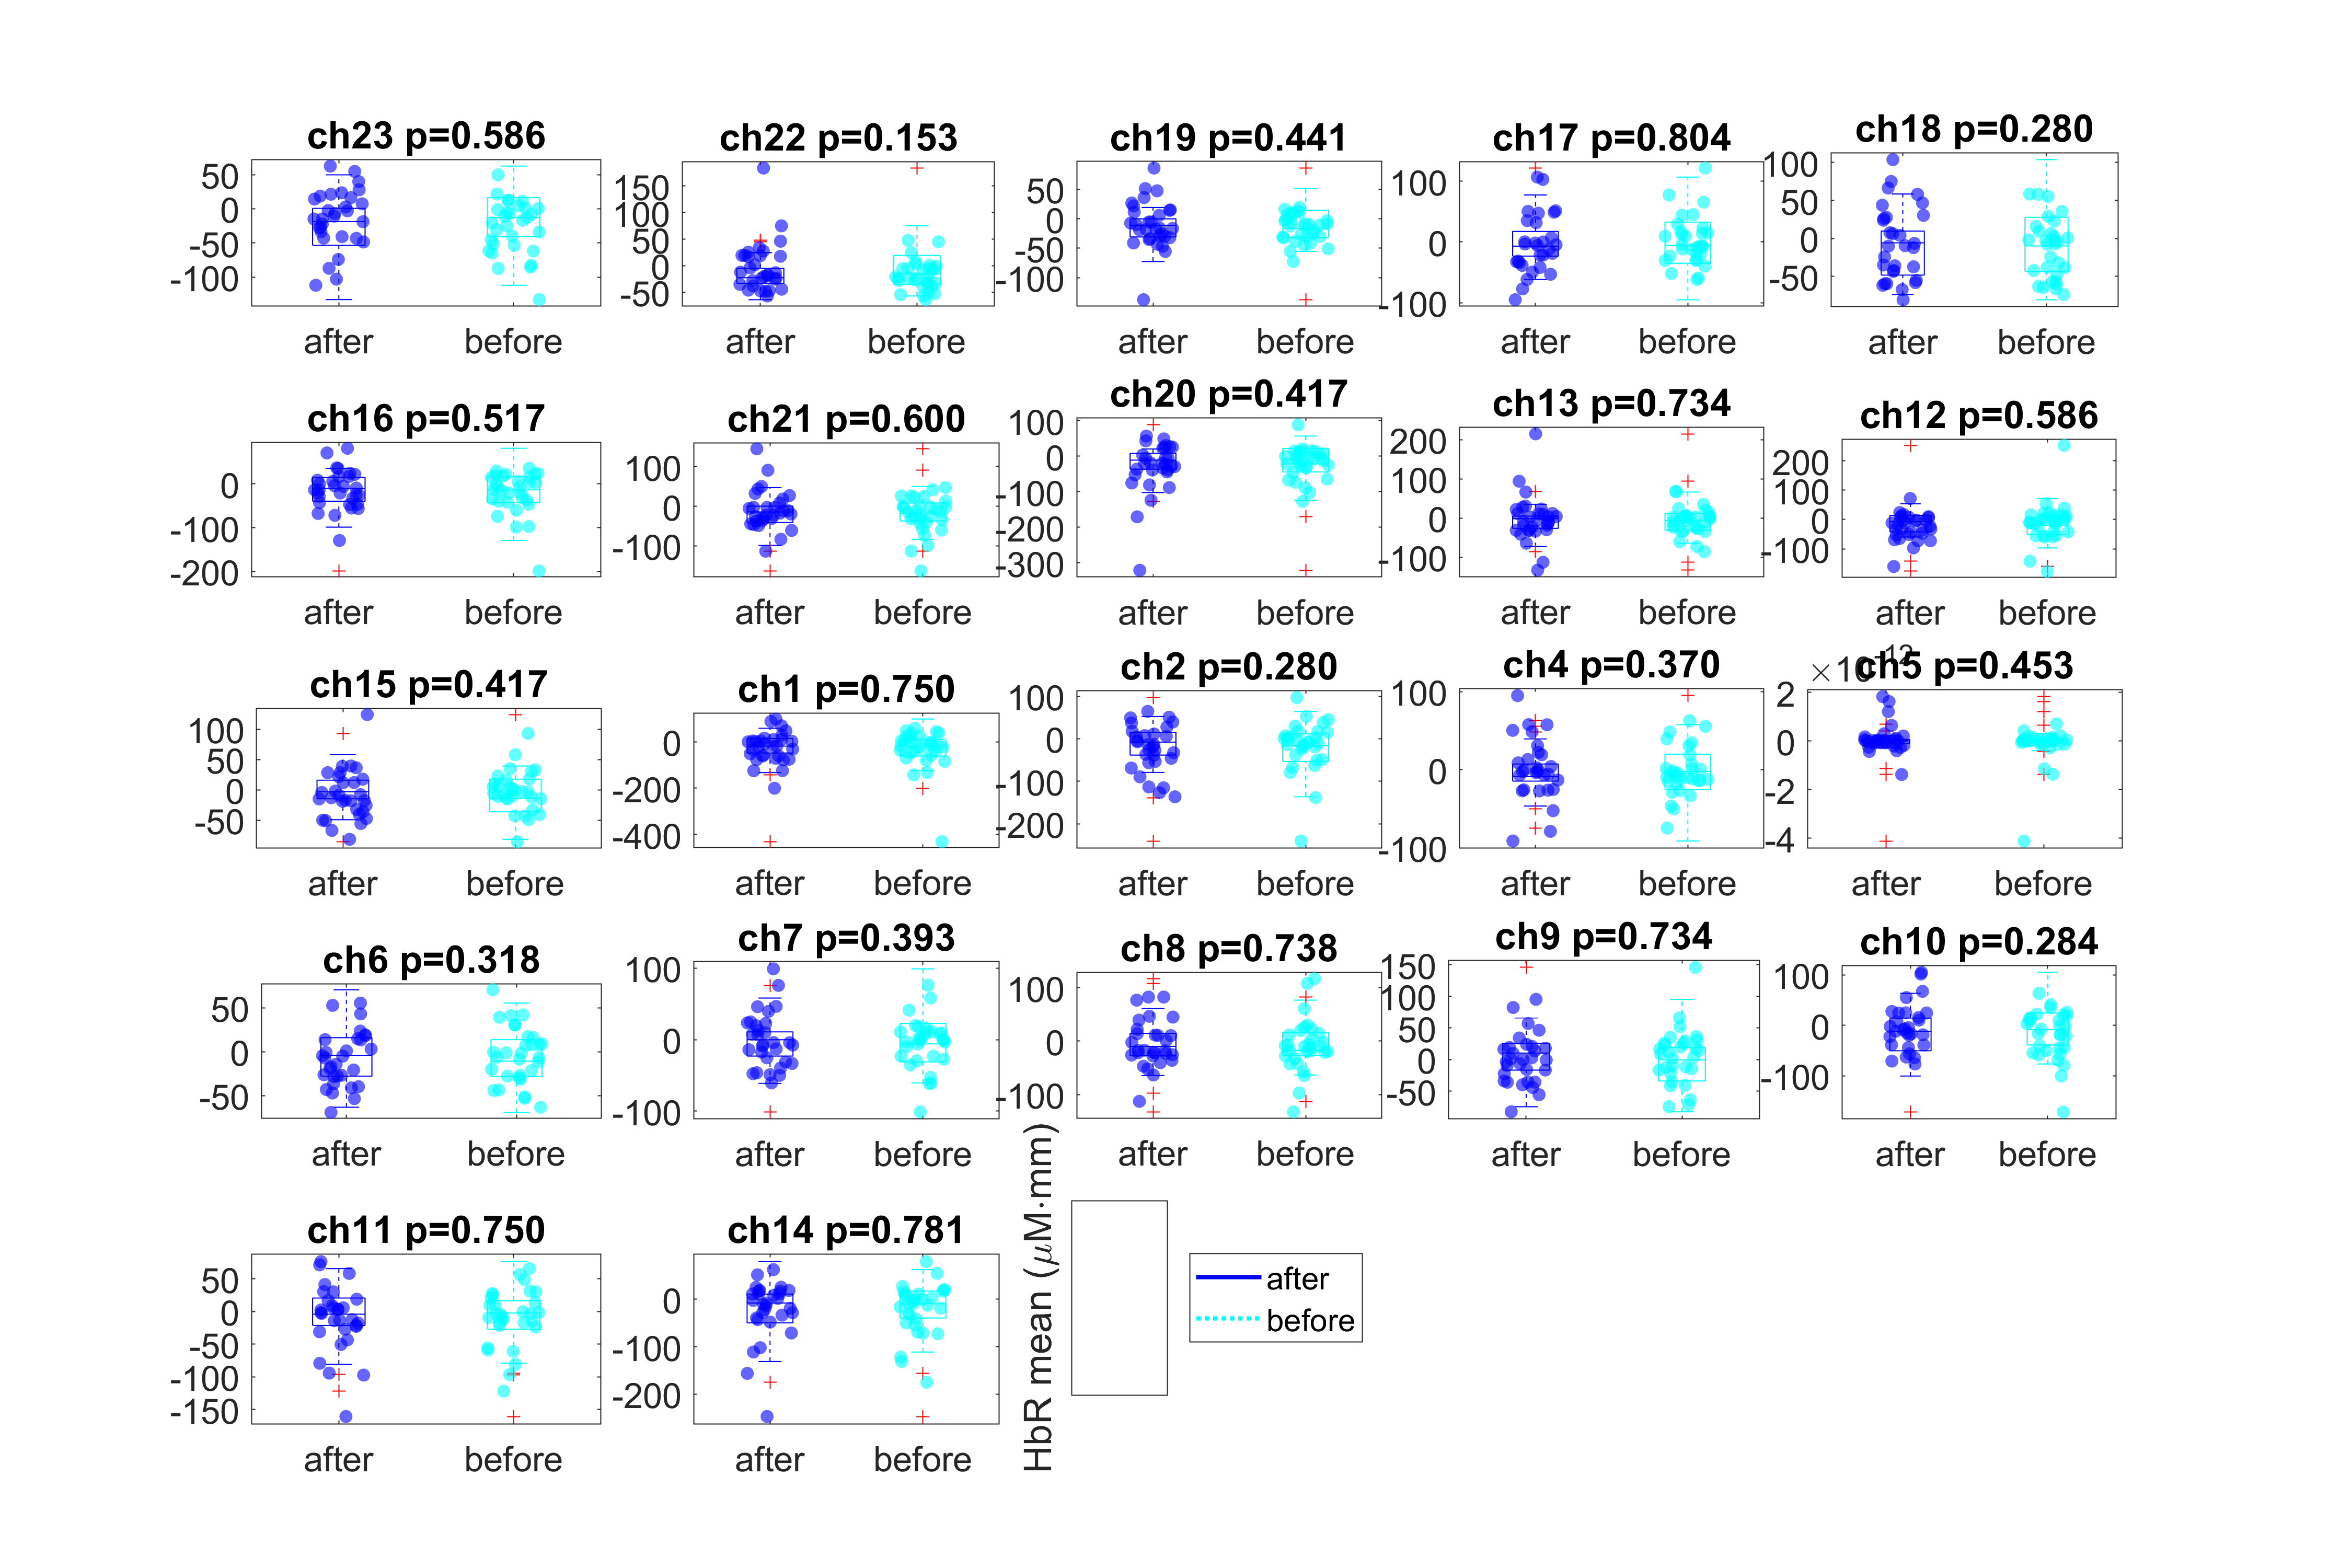 ch23 p=0.586
50
0
-50
-100
after before
ch22 p=0.153
150
100
50
0
-50
after before
ch19 p=0.441
50
0
-50
-100
after before
ch17 p=0.804
100
0
-100
after before
ch18 p=0.280
100
50
0
-50
after before
ch16 p=0.517
0
-100
-200
after before
ch21 p=0.600
100
0
-100
after before
ch20 p=0.417
100
0
-100
-200
-300
after before
ch13 p=0.734
200
100
0
-100
after before
ch12 p=0.586
200
100
0
-100
after before
ch15 p=0.417
100
50
0
-50
after before
ch1 p=0.750
0
-200
-400
after before
ch2 p=0.280
100
0
-100
-200
after before
ch4 p=0.370
100
0
-100
after before
×10-12
ch5 p=0.453
2
0
-2
-4
after before
ch6 p=0.318
50
0
-50
after before
ch7 p=0.393
100
0
-100
after before
ch8 p=0.738
100
0
-100
after before
ch9 p=0.734
150
100
50
0
-50
after before
ch10 p=0.284
100
0
-100
after before
ch11 p=0.750
50
0
-50
-100
-150
after before
ch14 p=0.781
0
-100
-200
after before
HbR mean (μM·mm)
after
before